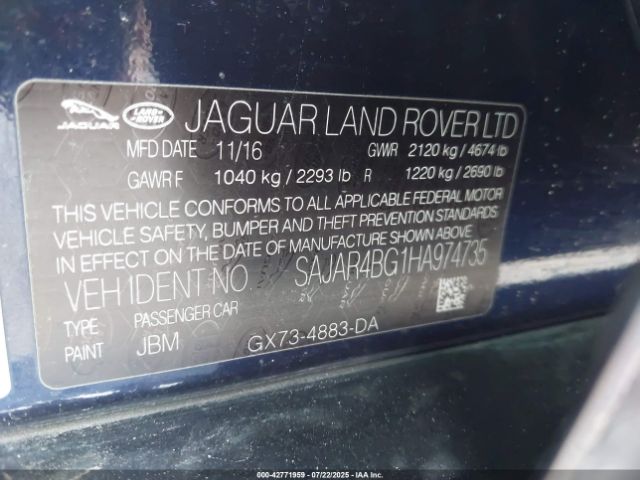 JAGUAR LAND-ROVER JAGUAR LAND ROVER LTD
MFD DATE 11/16 GWR 2120 kg / 4674 lb
GAWR F 1040 kg / 2293 lb R 1220 kg / 2690 lb
THIS VEHICLE CONFORMS TO ALL APPLICABLE FEDERAL MOTOR
VEHICLE SAFETY, BUMPER AND THEFT PREVENTION STANDARDS
IN EFFECT ON THE DATE OF MANUFACTURE SHOWN ABOVE.
VEH IDENT NO. SAJAR4BG1HA974735
TYPE PASSENGER CAR
PAINT JBM GX73-4883-DA
IAA 000-42771959 | 07/22/2025 | IAAI.COM